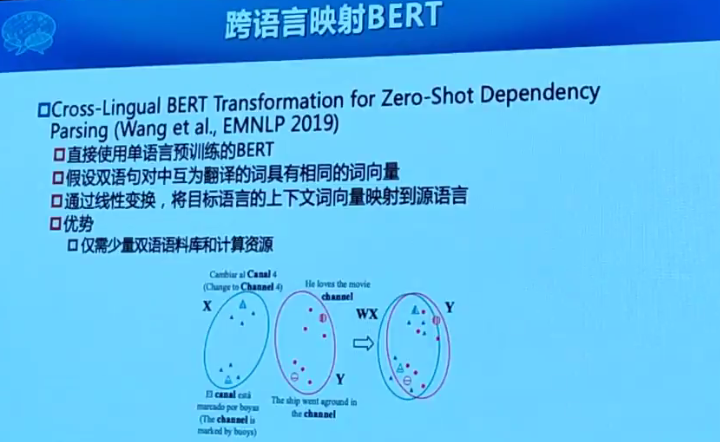 跨语言映射BERT
Cross-Lingual BERT Transformation for Zero-Shot Dependency
Parsing (Wang et al., EMNLP 2019)
直接使用单语言预训练的BERT
假设双语句对中互为翻译的词具有相同的词向量
通过线性变换，将目标语言的上下文词向量映射到源语言
优势
仅需少量双语语料库和计算资源
Cambiar al Canal 4
(Change to Channel 4)
He loves the movie
channel
X
WX
Y
Y
El canal está
marcado por boyas
(The channel is
marked by buoys)
The ship went aground in
the channel